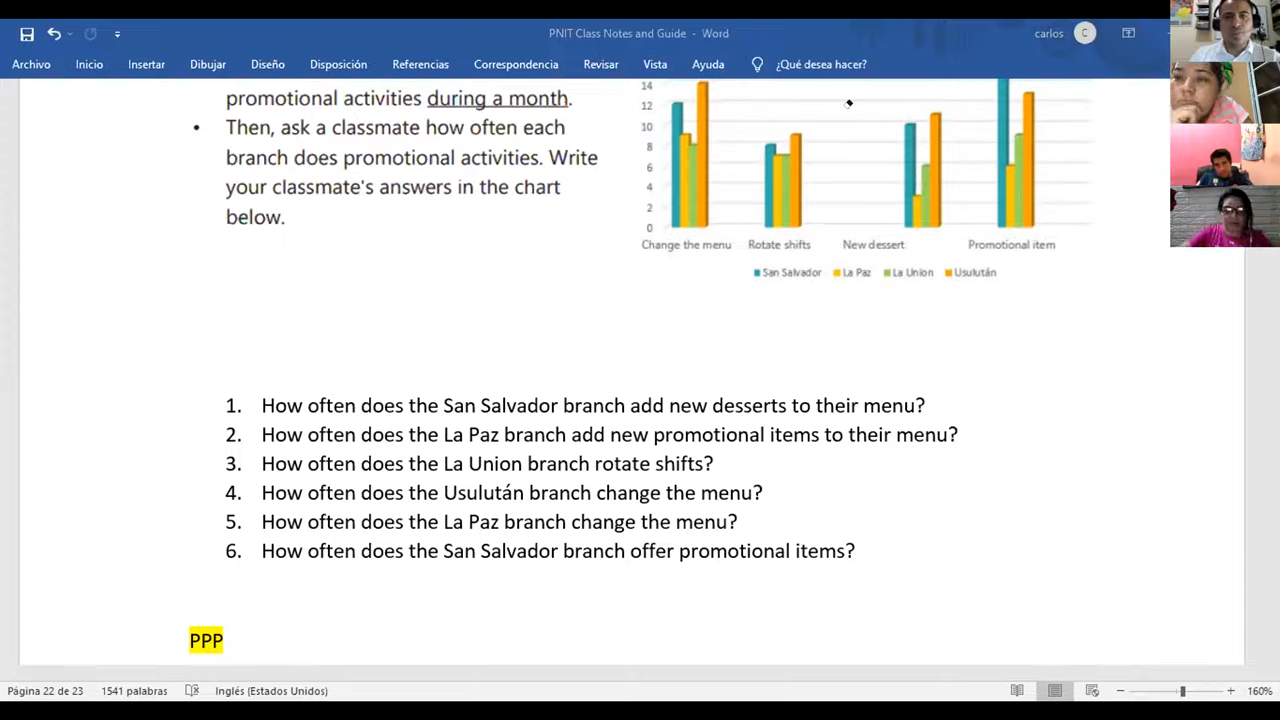 PNIT Class Notes and Guide - Word
carlos
C
Archivo Inicio Insertar Dibujar Diseño Disposición Referencias Correspondencia Revisar Vista Ayuda ¿Qué desea hacer?
promotional activities during a month.
• Then, ask a classmate how often each
branch does promotional activities. Write
your classmate's answers in the chart
below.
14
12
10
8
6
4
2
0
Change the menu Rotate shifts New dessert Promotional item
San Salvador La Paz La Union Usulután
1. How often does the San Salvador branch add new desserts to their menu?
2. How often does the La Paz branch add new promotional items to their menu?
3. How often does the La Union branch rotate shifts?
4. How often does the Usulután branch change the menu?
5. How often does the La Paz branch change the menu?
6. How often does the San Salvador branch offer promotional items?
PPP
Página 22 de 23 1541 palabras Inglés (Estados Unidos) 160%